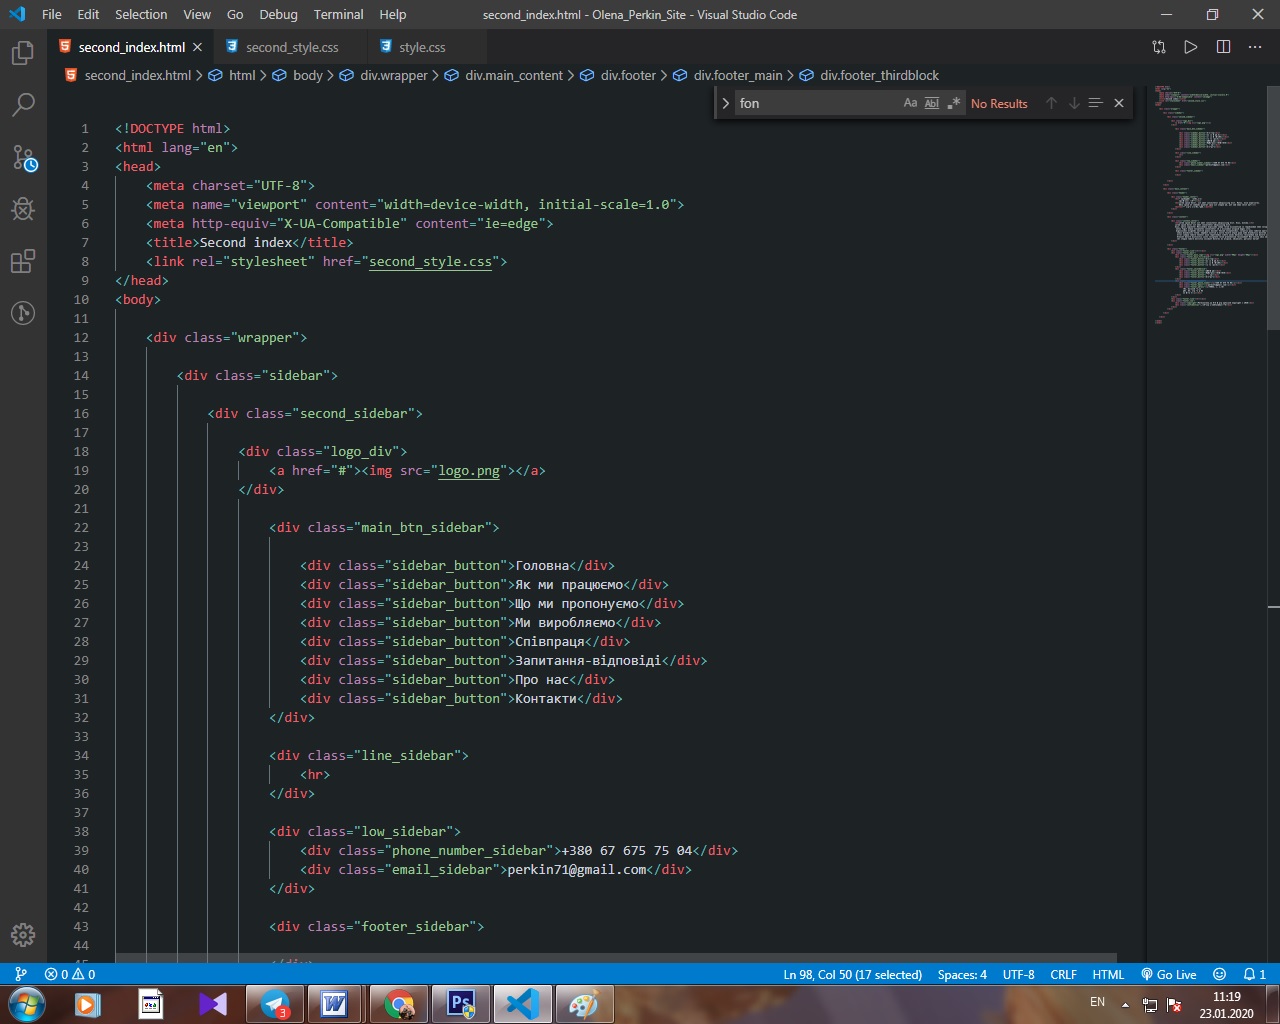 File Edit Selection View Go Debug Terminal Help second_index.html - Olena_Perkin_Site - Visual Studio Code
second_index.html second_style.css style.css
second_index.html > html > body > div.wrapper > div.main_content > div.footer > div.footer_main > div.footer_thirdblock
fon Aa Abl No Results
1 <!DOCTYPE html>
2 <html lang="en">
3 <head>
4 <meta charset="UTF-8">
5 <meta name="viewport" content="width=device-width, initial-scale=1.0">
6 <meta http-equiv="X-UA-Compatible" content="ie=edge">
7 <title>Second index</title>
8 <link rel="stylesheet" href="second_style.css">
9 </head>
10 <body>
11
12 <div class="wrapper">
13
14 <div class="sidebar">
15
16 <div class="second_sidebar">
17
18 <div class="logo_div">
19 <a href="#"><img src="logo.png"></a>
20 </div>
21
22 <div class="main_btn_sidebar">
23
24 <div class="sidebar_button">Головна</div>
25 <div class="sidebar_button">Як ми працюємо</div>
26 <div class="sidebar_button">Що ми пропонуємо</div>
27 <div class="sidebar_button">Ми виробляємо</div>
28 <div class="sidebar_button">Співпраця</div>
29 <div class="sidebar_button">Запитання-відповіді</div>
30 <div class="sidebar_button">Про нас</div>
31 <div class="sidebar_button">Контакти</div>
32 </div>
33
34 <div class="line_sidebar">
35 <hr>
36 </div>
37
38 <div class="low_sidebar">
39 <div class="phone_number_sidebar">+380 67 675 75 04</div>
40 <div class="email_sidebar">perkin71@gmail.com</div>
41 </div>
42
43 <div class="footer_sidebar">
44
45 </div>
0 0 Ln 98, Col 50 (17 selected) Spaces: 4 UTF-8 CRLF HTML Go Live 1
3 W Ps EN 11:19
23.01.2020